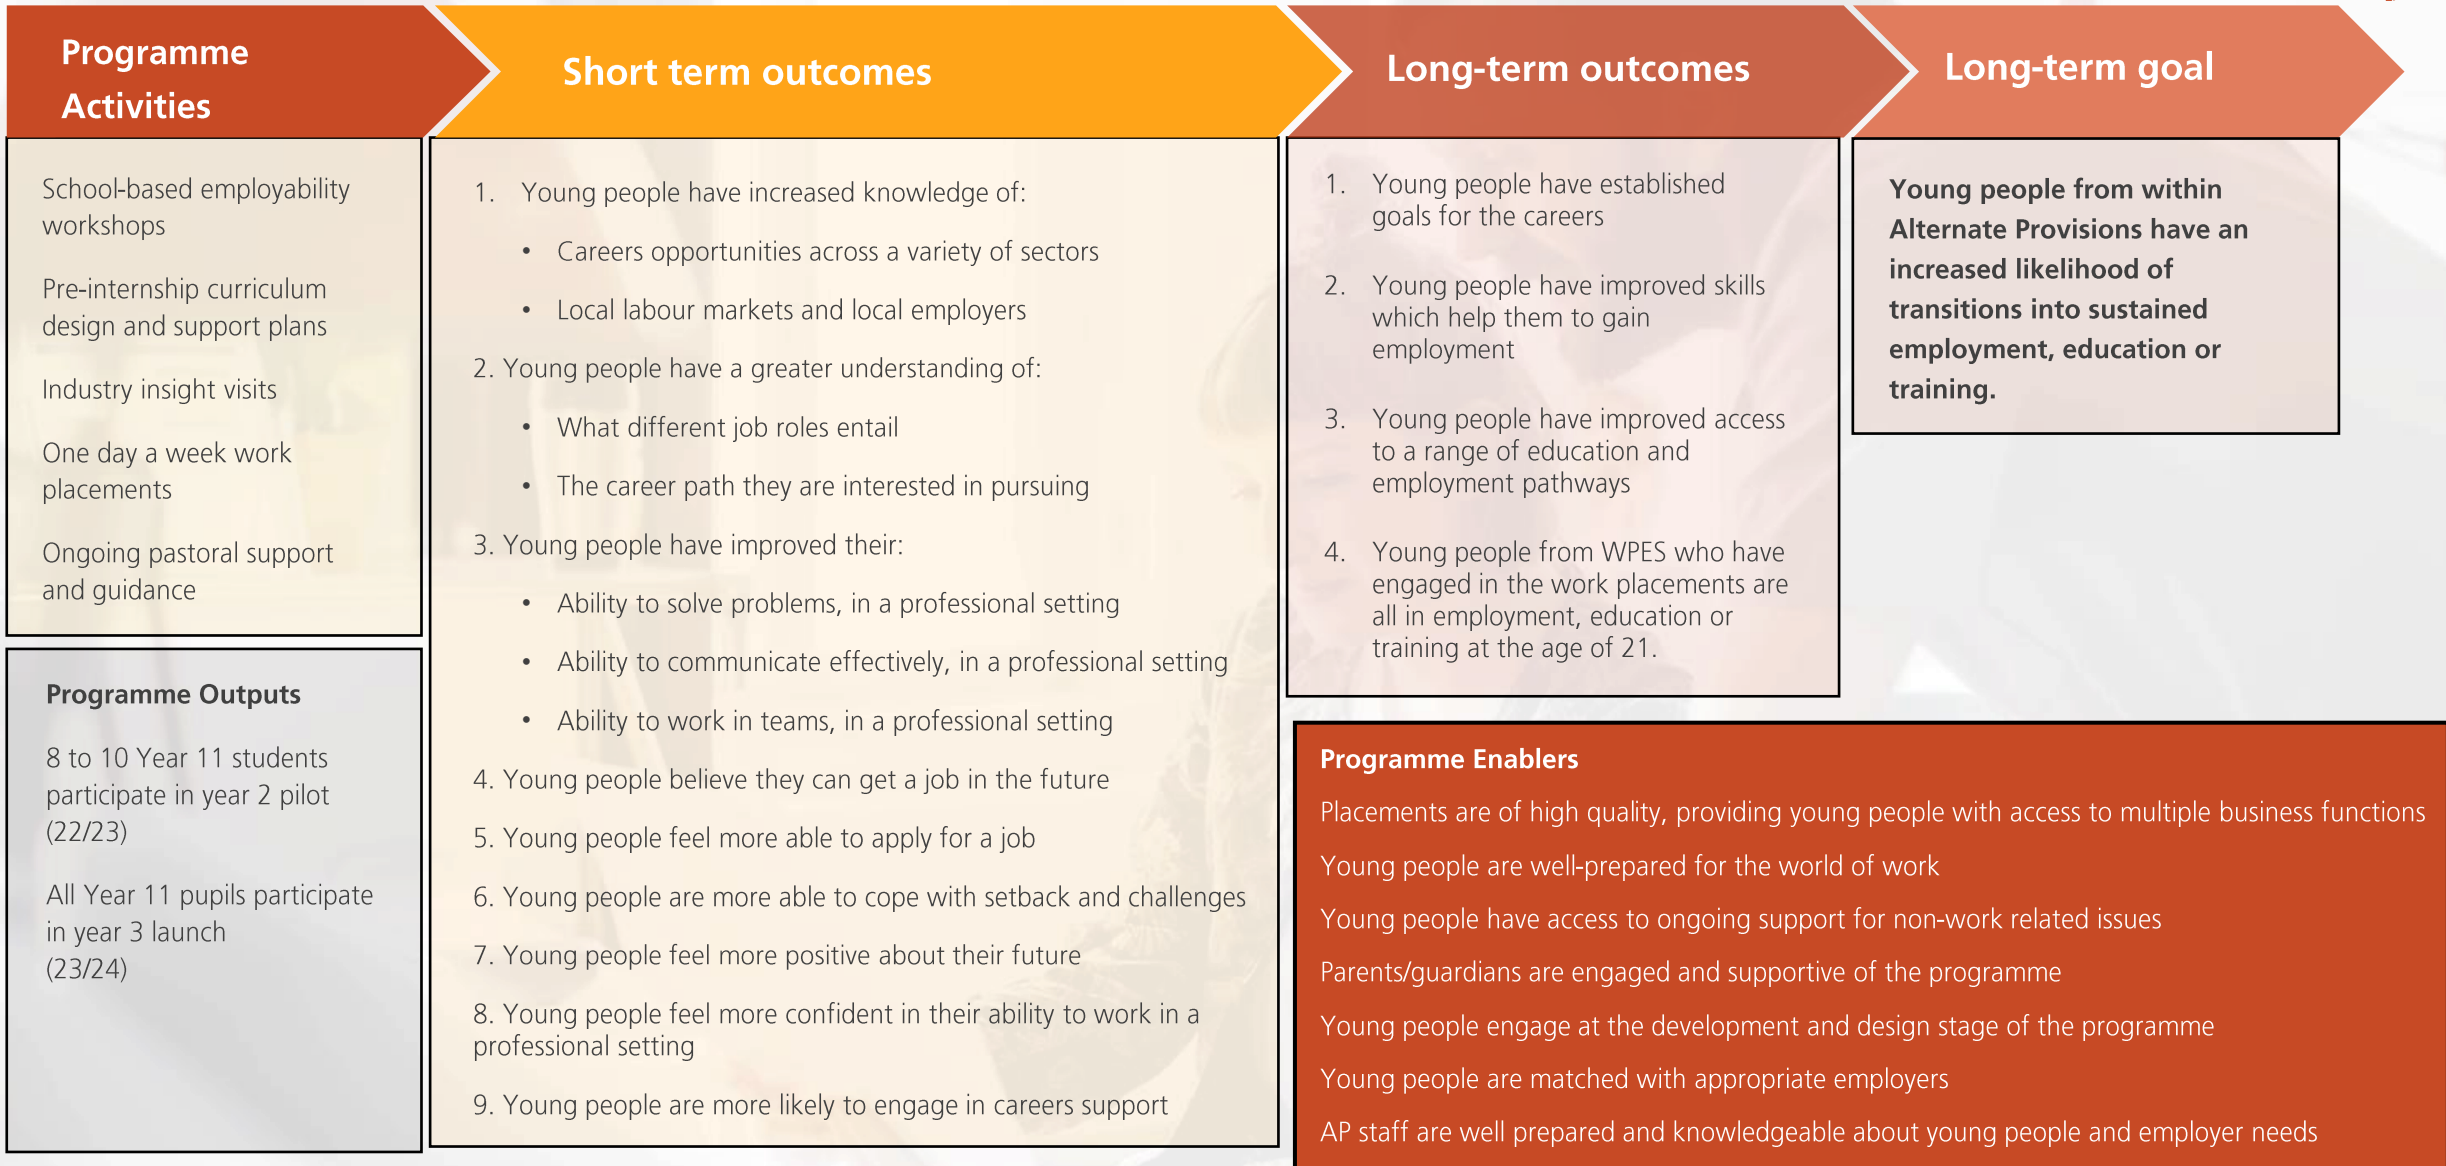 Programme
Activities
School-based employability
workshops
Pre-internship curriculum
design and support plans
Industry insight visits
One day a week work
placements
Ongoing pastoral support
and guidance
Programme Outputs
8 to 10 Year 11 students
participate in year 2 pilot
(22/23)
All Year 11 pupils participate
in year 3 launch
(23/24)
Short term outcomes
1. Young people have increased knowledge of:
• Careers opportunities across a variety of sectors
• Local labour markets and local employers
2. Young people have a greater understanding of:
• What different job roles entail
• The career path they are interested in pursuing
3. Young people have improved their:
• Ability to solve problems, in a professional setting
• Ability to communicate effectively, in a professional setting
• Ability to work in teams, in a professional setting
4. Young people believe they can get a job in the future
5. Young people feel more able to apply for a job
6. Young people are more able to cope with setback and challenges
7. Young people feel more positive about their future
8. Young people feel more confident in their ability to work in a
professional setting
9. Young people are more likely to engage in careers support
Long-term outcomes
1. Young people have established
goals for the careers
2. Young people have improved skills
which help them to gain
employment
3. Young people have improved access
to a range of education and
employment pathways
4. Young people from WPES who have
engaged in the work placements are
all in employment, education or
training at the age of 21.
Long-term goal
Young people from within
Alternate Provisions have an
increased likelihood of
transitions into sustained
employment, education or
training.
Programme Enablers
Placements are of high quality, providing young people with access to multiple business functions
Young people are well-prepared for the world of work
Young people have access to ongoing support for non-work related issues
Parents/guardians are engaged and supportive of the programme
Young people engage at the development and design stage of the programme
Young people are matched with appropriate employers
AP staff are well prepared and knowledgeable about young people and employer needs